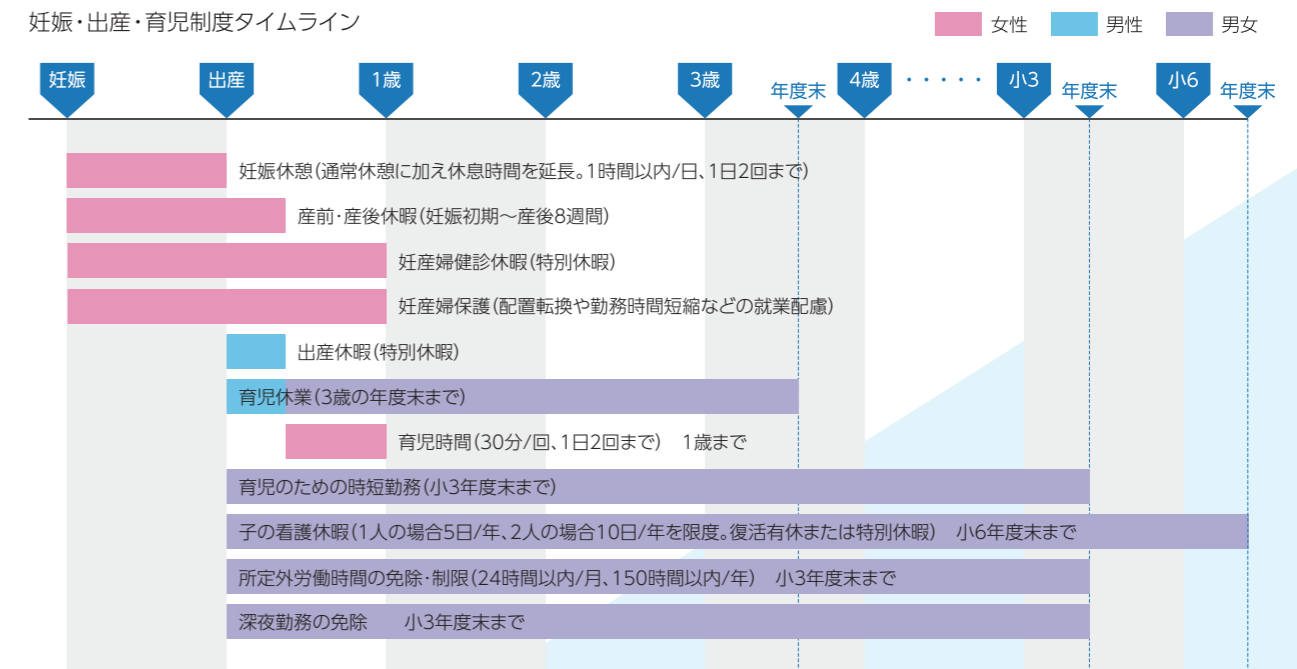 妊娠・出産・育児制度タイムライン
女性 男性 男女
妊娠 出産 1歳 2歳 3歳 年度末 4歳 ・・・・・ 小3 年度末 小6 年度末
妊娠休憩(通常休憩に加え休息時間を延長。1時間以内/日、1日2回まで)
産前・産後休暇(妊娠初期～産後8週間)
妊産婦健診休暇(特別休暇)
妊産婦保護(配置転換や勤務時間短縮などの就業配慮)
出産休暇(特別休暇)
育児休業(3歳の年度末まで)
育児時間(30分/回、1日2回まで) 1歳まで
育児のための時短勤務(小3年度末まで)
子の看護休暇(1人の場合5日/年、2人の場合10日/年を限度。復活有休または特別休暇) 小6年度末まで
所定外労働時間の免除・制限(24時間以内/月、150時間以内/年) 小3年度末まで
深夜勤務の免除 小3年度末まで